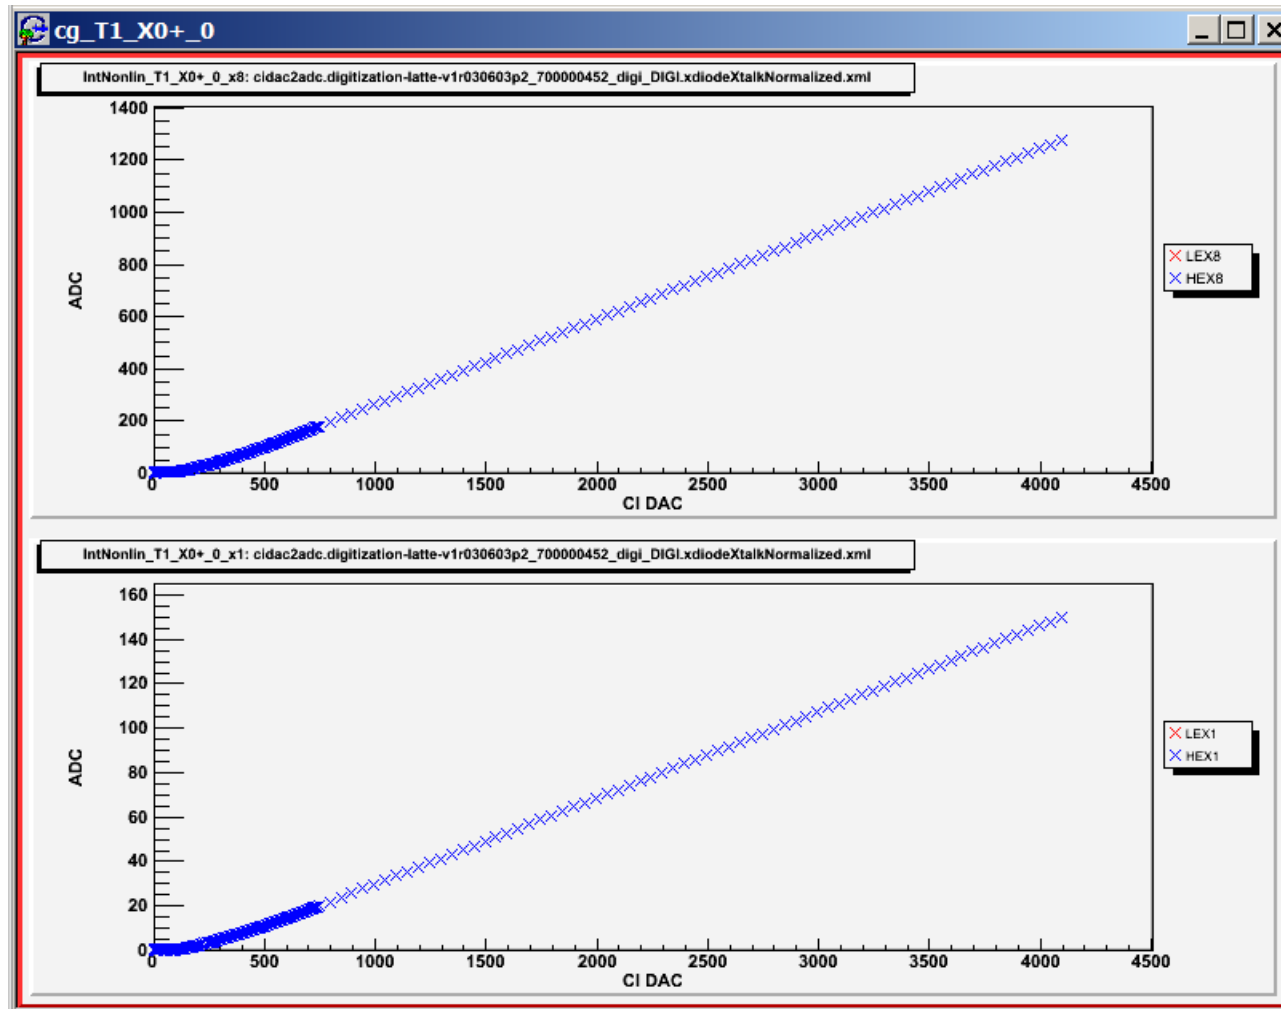 cg_T1_X0+_0
IntNonlin_T1_X0+_0_x8: cidac2adc.digitization-latte-v1r030603p2_700000452_digi_DIGI.xdiodeXtalkNormalized.xml
1400
1200
1000
800
600
400
200
0
ADC
0 500 1000 1500 2000 2500 3000 3500 4000 4500
CI DAC
LEX8
HEX8
IntNonlin_T1_X0+_0_x1: cidac2adc.digitization-latte-v1r030603p2_700000452_digi_DIGI.xdiodeXtalkNormalized.xml
160
140
120
100
80
60
40
20
0
ADC
0 500 1000 1500 2000 2500 3000 3500 4000 4500
CI DAC
LEX1
HEX1